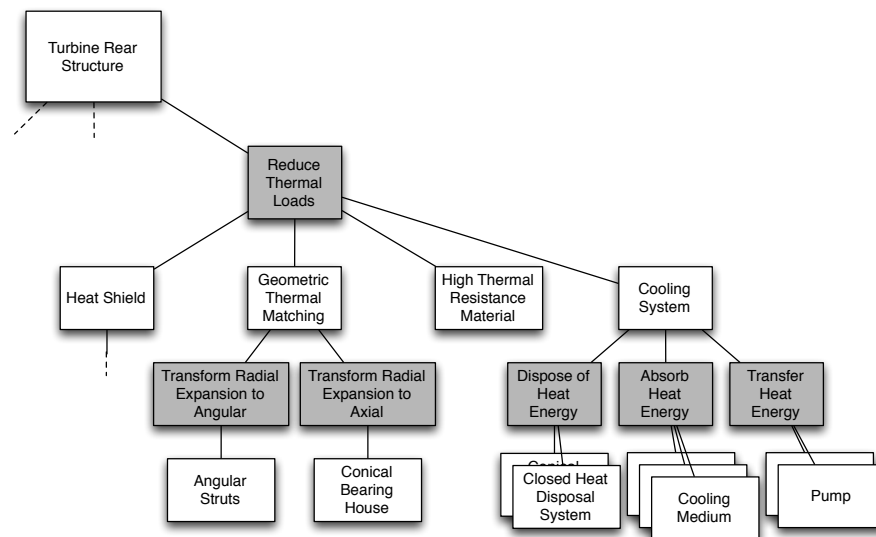 Turbine Rear
Structure
Reduce
Thermal
Loads
Heat Shield
Geometric
Thermal
Matching
High Thermal
Resistance
Material
Cooling
System
Transform Radial
Expansion to
Angular
Transform Radial
Expansion to
Axial
Dispose of
Heat
Energy
Absorb
Heat
Energy
Transfer
Heat
Energy
Angular
Struts
Conical
Bearing
House
Closed Heat
Disposal
System
Cooling
Medium
Pump